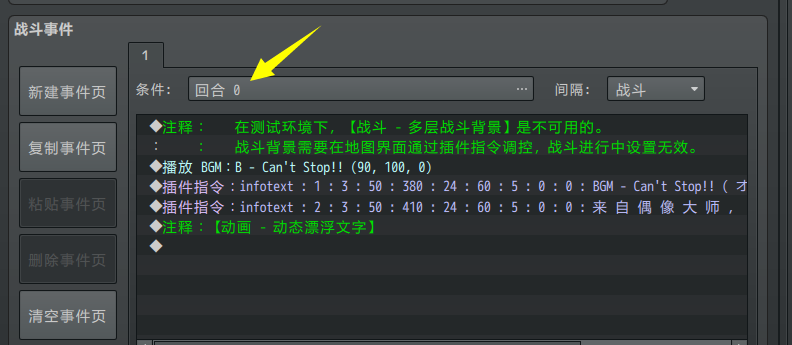 战斗事件
1
新建事件页
复制事件页
粘贴事件页
删除事件页
清空事件页
条件: 回合 0 ... 间隔: 战斗
◆注释： 在测试环境下，【战斗 - 多层战斗背景】是不可用的。
： ： 战斗背景需要在地图界面通过插件指令调控，战斗进行中设置无效。
◆播放 BGM：B - Can't Stop!! (90, 100, 0)
◆插件指令：infotext : 1 : 3 : 50 : 380 : 24 : 60 : 5 : 0 : 0 : BGM - Can't Stop!!（
◆插件指令：infotext : 2 : 3 : 50 : 410 : 24 : 60 : 5 : 0 : 0 : 来 自 偶 像 大 师 ，
◆注释：【动画 - 动态漂浮文字】
◆